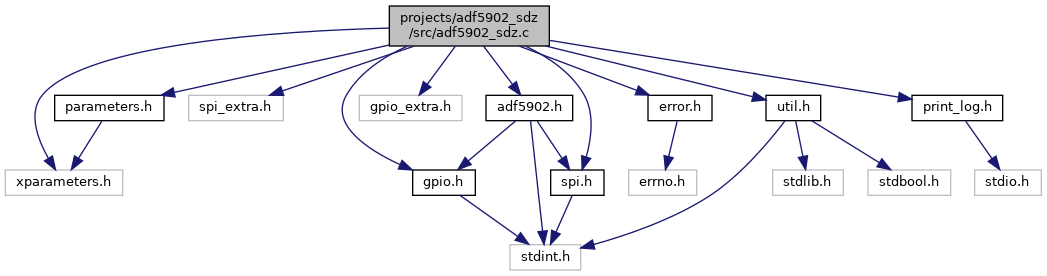 projects/adf5902_sdz
/src/adf5902_sdz.c
parameters.h
spi_extra.h
gpio_extra.h
adf5902.h
error.h
util.h
print_log.h
xparameters.h
gpio.h
spi.h
errno.h
stdlib.h
stdbool.h
stdio.h
stdint.h